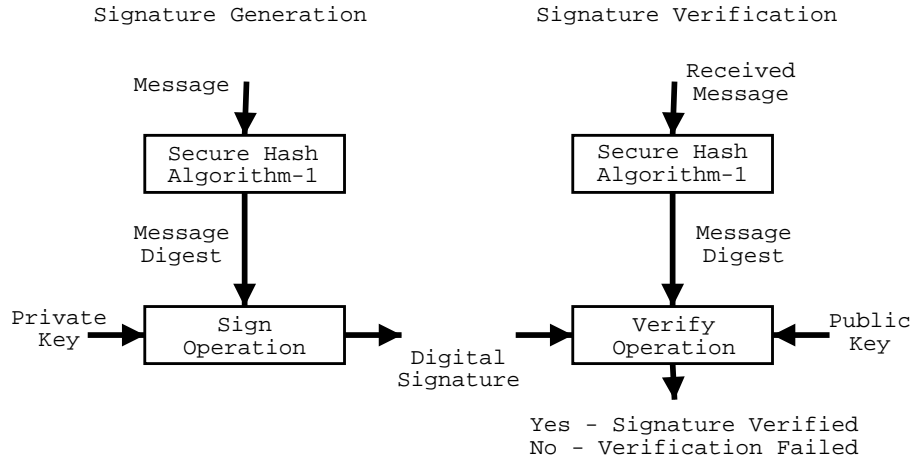 Signature Generation
Message
Secure Hash
Algorithm-1
Message
Digest
Private
Key
Sign
Operation
Digital
Signature
Signature Verification
Received
Message
Secure Hash
Algorithm-1
Message
Digest
Verify
Operation
Public
Key
Yes - Signature Verified
No - Verification Failed